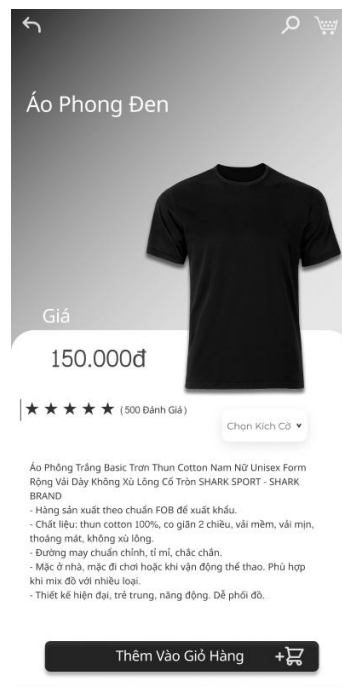 Áo Phong Đen
Giá
150.000đ
(500 Đánh Giá)
Chọn Kích Cỡ
Áo Phông Trắng Basic Trơn Thun Cotton Nam Nữ Unisex Form
Rộng Vải Dày Không Xù Lông Cổ Tròn SHARK SPORT - SHARK
BRAND
- Hàng sản xuất theo chuẩn FOB để xuất khẩu.
- Chất liệu: thun cotton 100%, co giãn 2 chiều, vải mềm, vải mịn,
thoáng mát, không xù lông.
- Đường may chuẩn chỉnh, tỉ mỉ, chắc chắn.
- Mặc ở nhà, mặc đi chơi hoặc khi vận động thể thao. Phù hợp
khi mix đồ với nhiều loại.
- Thiết kế hiện đại, trẻ trung, năng động. Dễ phối đồ.
Thêm Vào Giỏ Hàng